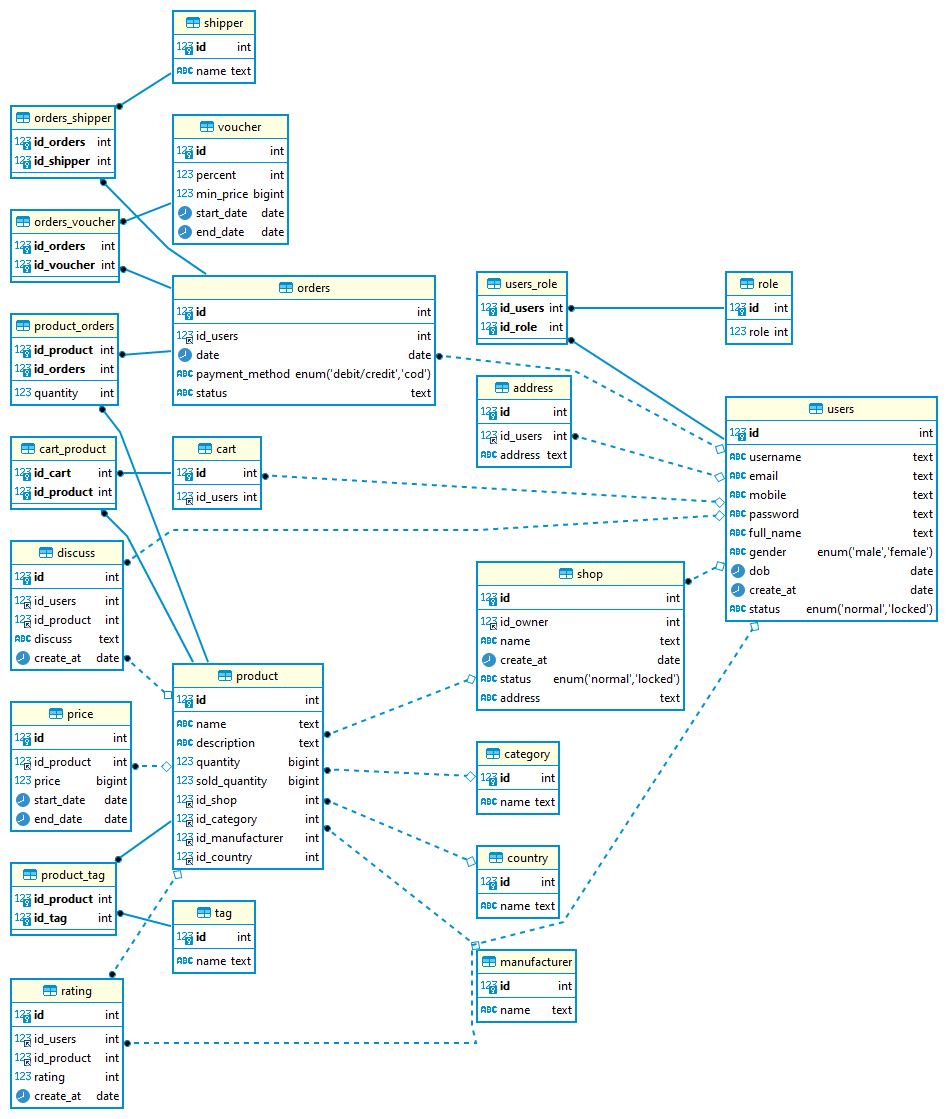 shipper
id int
name text
orders_shipper
id_orders int
id_shipper int
voucher
id int
percent int
min_price bigint
start_date date
end_date date
orders_voucher
id_orders int
id_voucher int
orders
id int
id_users int
date date
payment_method enum('debit/credit','cod')
status text
users_role
id_users int
id_role int
role
id int
role int
product_orders
id_product int
id_orders int
quantity int
address
id int
id_users int
address text
users
id int
username text
email text
mobile text
password text
full_name text
gender enum('male','female')
dob date
create_at date
status enum('normal','locked')
cart_product
id_cart int
id_product int
cart
id int
id_users int
discuss
id int
id_users int
id_product int
discuss text
create_at date
shop
id int
id_owner int
name text
create_at date
status enum('normal','locked')
address text
product
id int
name text
description text
quantity bigint
sold_quantity bigint
id_shop int
id_category int
id_manufacturer int
id_country int
price
id int
id_product int
price bigint
start_date date
end_date date
category
id int
name text
country
id int
name text
product_tag
id_product int
id_tag int
tag
id int
name text
manufacturer
id int
name text
rating
id int
id_users int
id_product int
rating int
create_at date